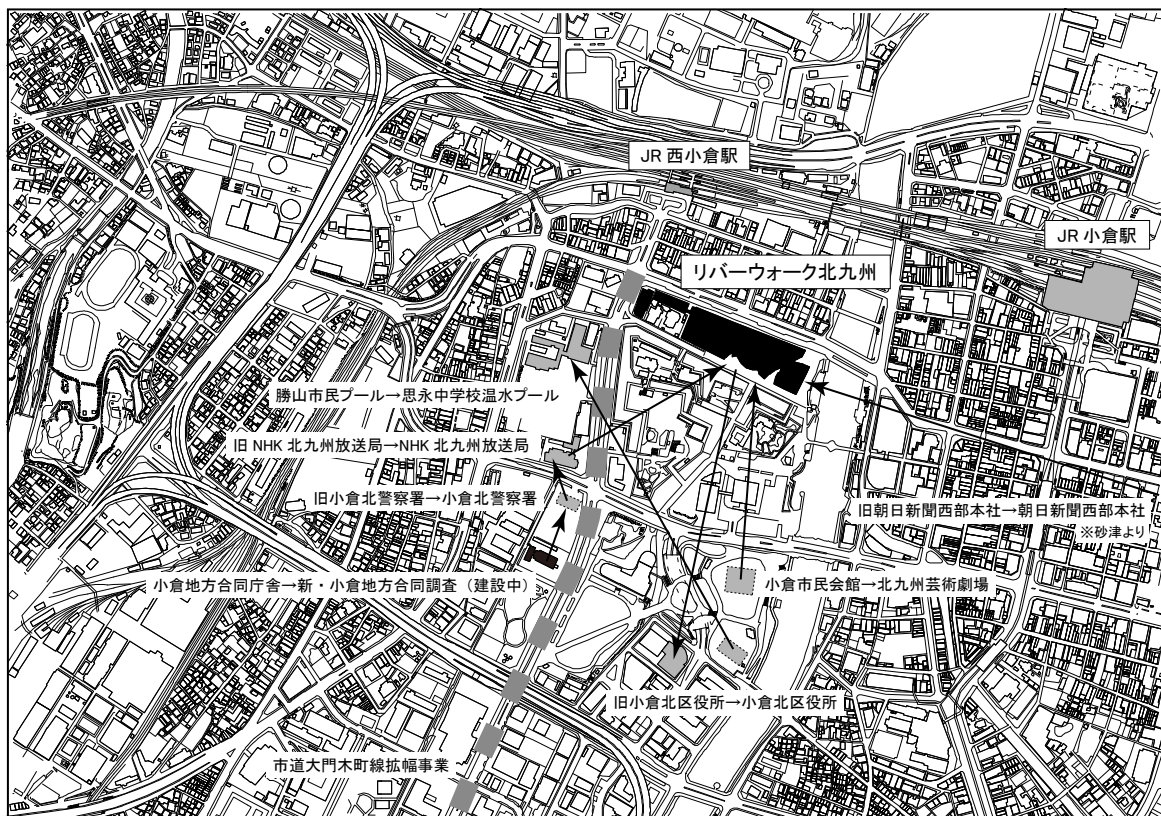 JR 西小倉駅
JR 小倉駅
リバーウォーク北九州
勝山市民プール→思永中学校温水プール
旧 NHK 北九州放送局→NHK 北九州放送局
旧小倉北警察署→小倉北警察署
旧朝日新聞西部本社→朝日新聞西部本社
※砂津より
小倉地方合同庁舎→新・小倉地方合同調査（建設中）
小倉市民会館→北九州芸術劇場
旧小倉北区役所→小倉北区役所
市道大門木町線拡幅事業